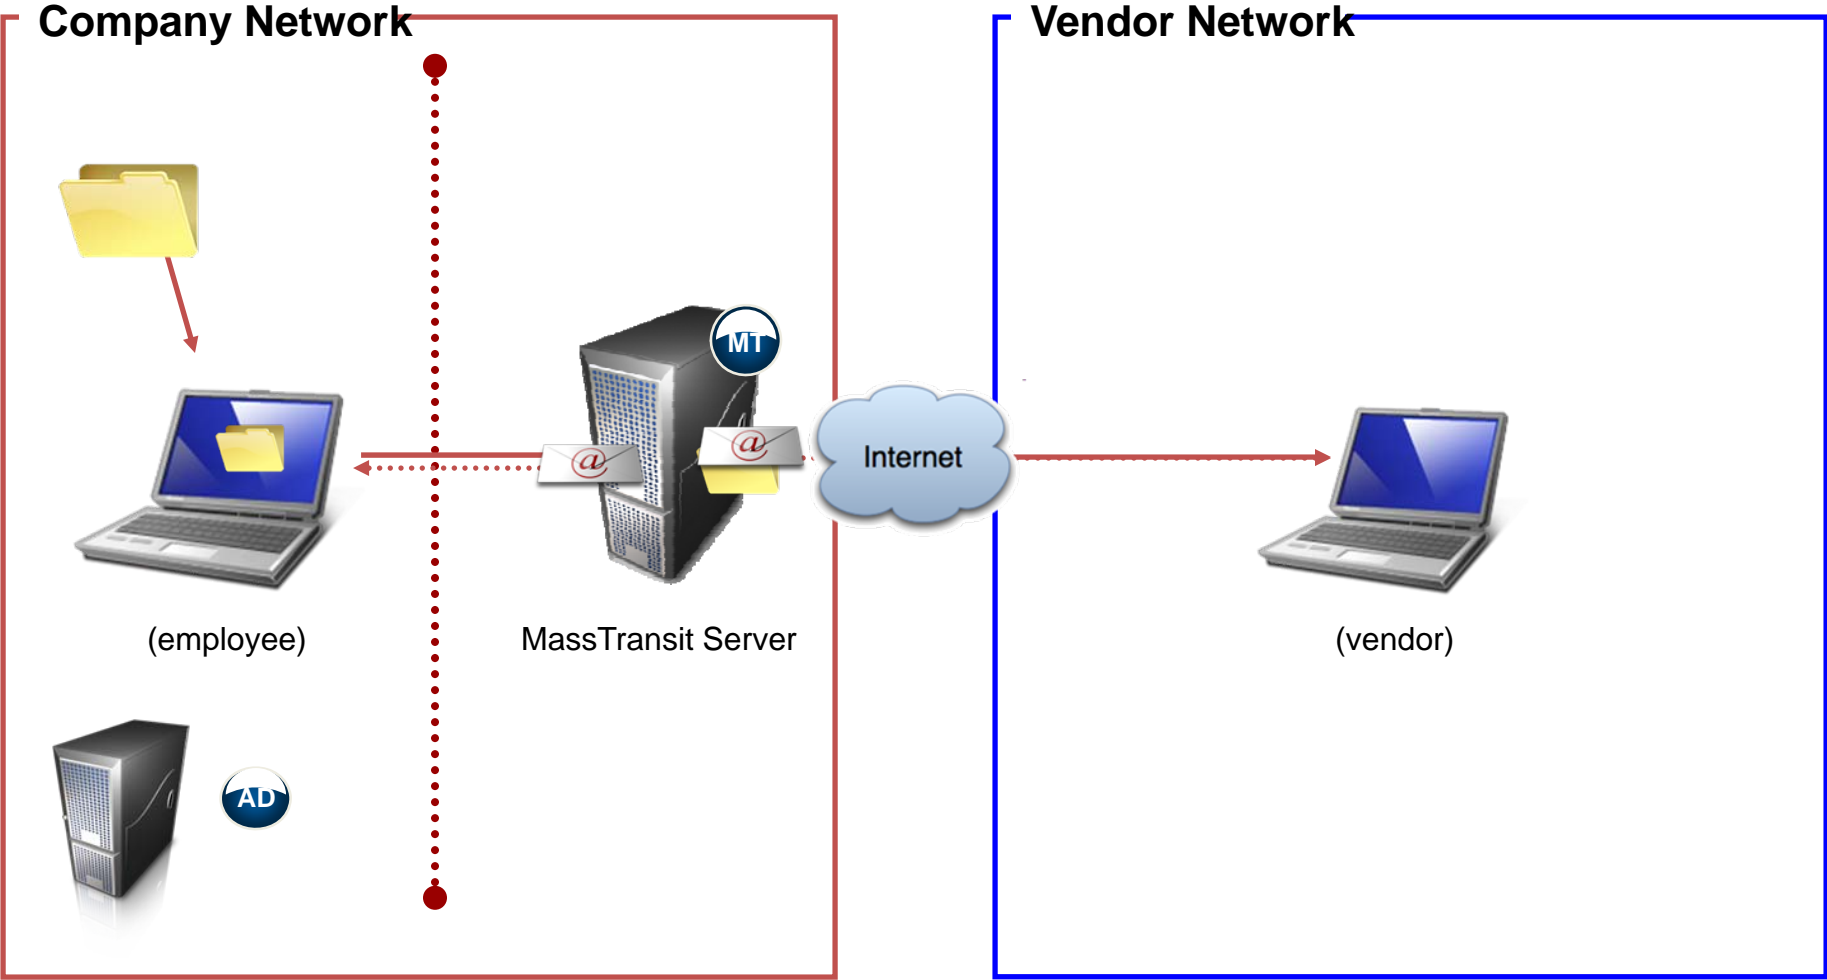 Company Network
Vendor Network
MT
@
@
Internet
(employee)
MassTransit Server
(vendor)
AD